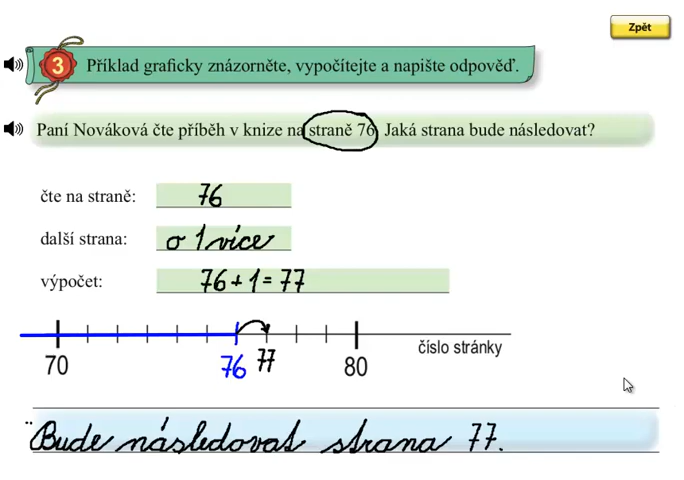 Zpět
3 Příklad graficky znázorněte, vypočítejte a napište odpověď.
Paní Nováková čte příběh v knize na straně 76. Jaká strana bude následovat?
čte na straně: 76
další strana: o 1 více
výpočet: 76 + 1 = 77
70 76 77 80 číslo stránky
Bude následovat strana 77.